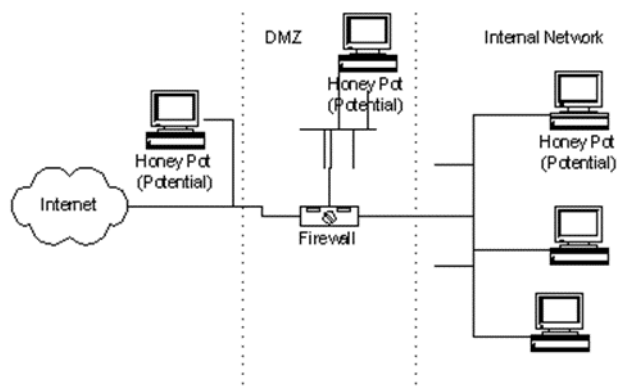 DMZ
Internal Network
Honey Pot
(Potential)
Honey Pot
(Potential)
Honey Pot
(Potential)
Internet
Firewall